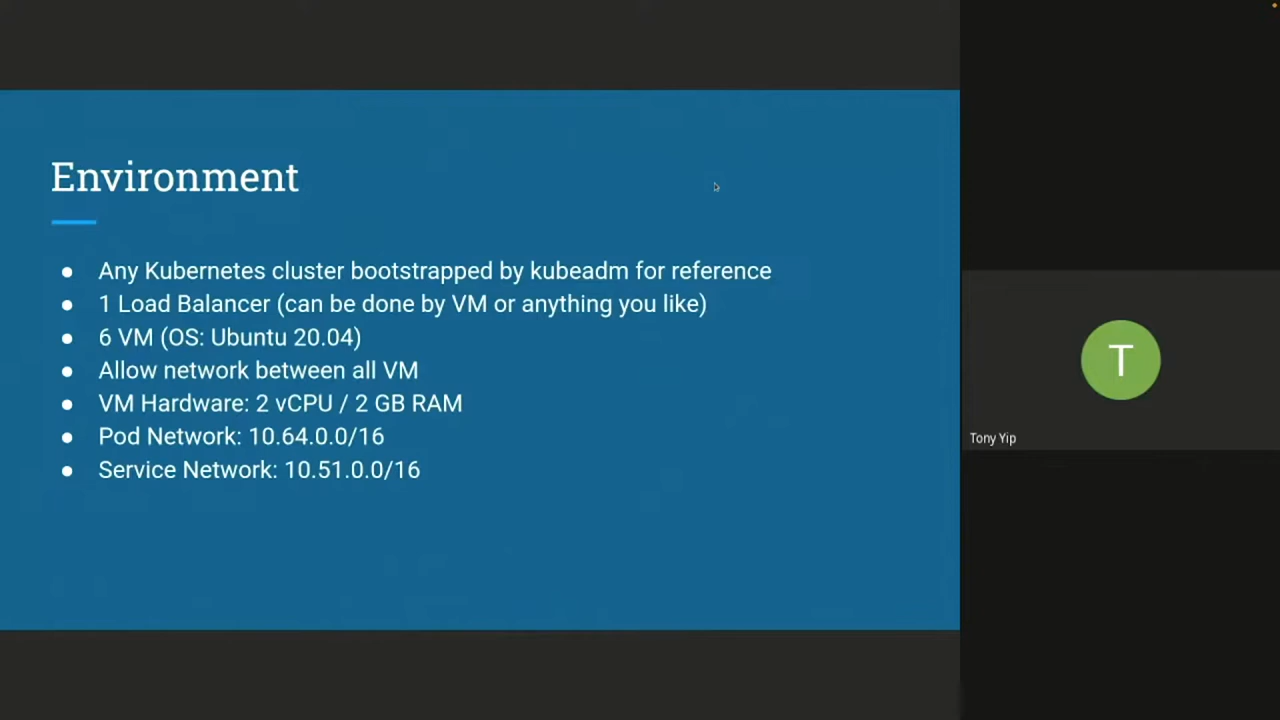 Environment
● Any Kubernetes cluster bootstrapped by kubeadm for reference
● 1 Load Balancer (can be done by VM or anything you like)
● 6 VM (OS: Ubuntu 20.04)
● Allow network between all VM
● VM Hardware: 2 vCPU / 2 GB RAM
● Pod Network: 10.64.0.0/16
● Service Network: 10.51.0.0/16
T
Tony Yip